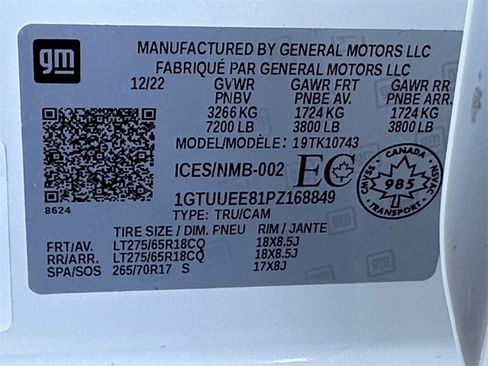 gm
MANUFACTURED BY GENERAL MOTORS LLC
FABRIQUÉ PAR GENERAL MOTORS LLC
12/22 GVWR GAWR FRT GAWR RR
PNBV PNBE AV. PNBE ARR.
3266 KG 1724 KG 1724 KG
7200 LB 3800 LB 3800 LB
MODEL/MODÈLE: 19TK10743
ICES/NMB-002 EC
CANADA
985
1GTUUEE81PZ168849
8624
TYPE: TRU/CAM
TIRE SIZE / DIM. PNEU RIM / JANTE
FRT/AV. LT275/65R18CQ 18X8.5J
RR/ARR. LT275/65R18CQ 18X8.5J
SPA/SOS 265/70R17 S 17X8J